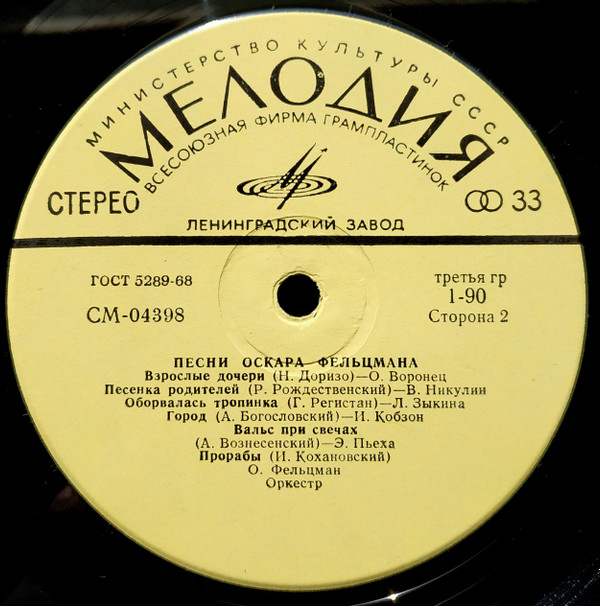 МИНИСТЕРСТВО КУЛЬТУРЫ СССР
МЕЛОДИЯ
ВСЕСОЮЗНАЯ ФИРМА ГРАМПЛАСТИНОК
СТЕРЕО
33
ЛЕНИНГРАДСКИЙ ЗАВОД
ГОСТ 5289-68
третья гр
СМ-04398
1-90
Сторона 2
ПЕСНИ ОСКАРА ФЕЛЬЦМАНА
Взрослые дочери (Н. Доризо)—О. Воронец
Песенка родителей (Р. Рождественский)—В. Никулин
Оборвалась тропинка (Г. Регистан)—Л. Зыкина
Город (А. Богословский)—И. Кобзон
Вальс при свечах
(А. Вознесенский)—Э. Пьеха
Прорабы (И. Кохановский)
О. Фельцман
Оркестр